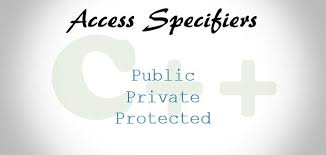 Access Specifiers
C++
Public
Private
Protected